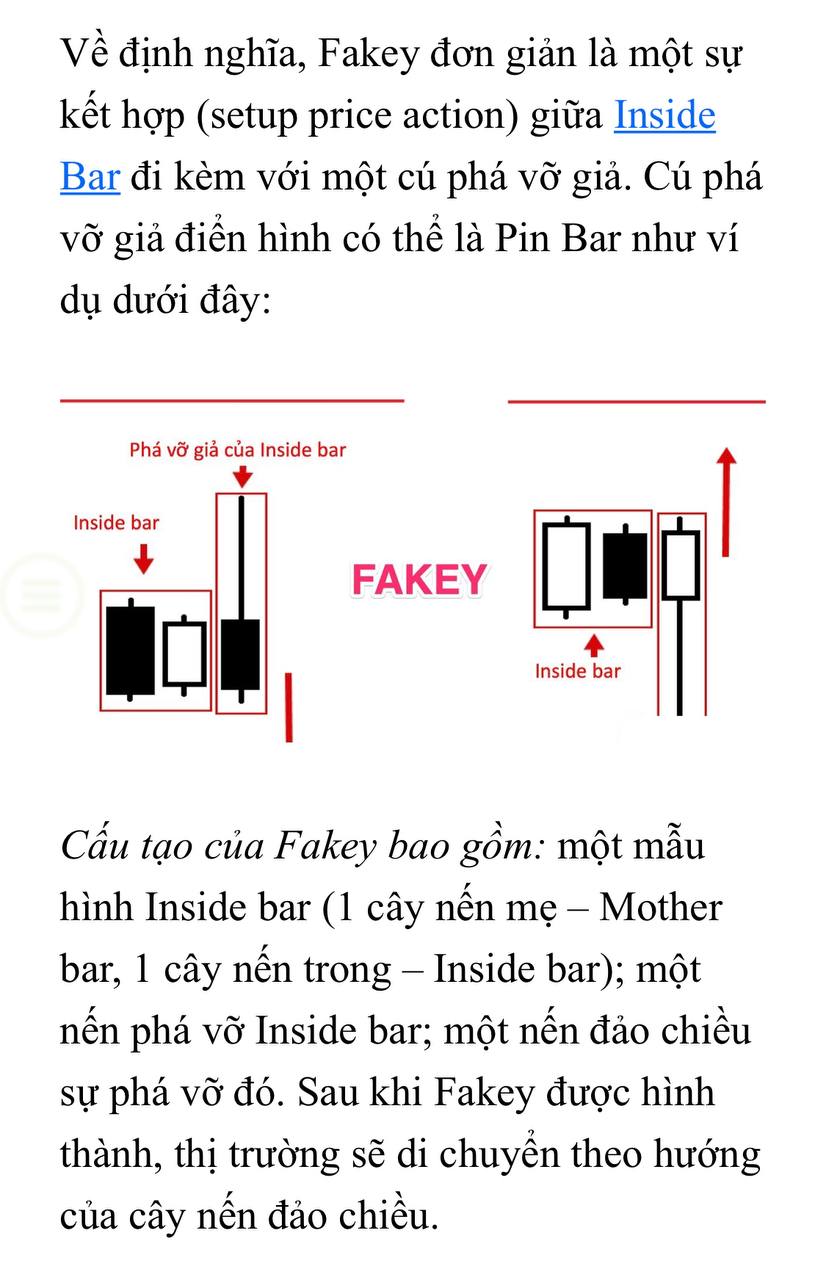 Về định nghĩa, Fakey đơn giản là một sự
kết hợp (setup price action) giữa Inside
Bar đi kèm với một cú phá vỡ giả. Cú phá
vỡ giả điển hình có thể là Pin Bar như ví
dụ dưới đây:
Phá vỡ giả của Inside bar
Inside bar
FAKEY
Inside bar
Cấu tạo của Fakey bao gồm: một mẫu
hình Inside bar (1 cây nến mẹ – Mother
bar, 1 cây nến trong – Inside bar); một
nến phá vỡ Inside bar; một nến đảo chiều
sự phá vỡ đó. Sau khi Fakey được hình
thành, thị trường sẽ di chuyển theo hướng
của cây nến đảo chiều.